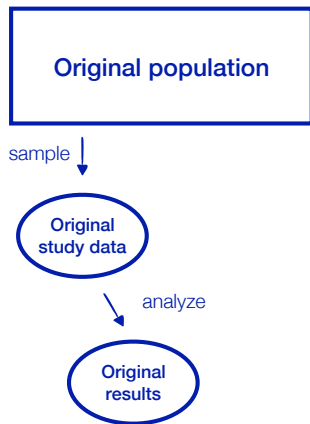 Original population
sample
Original
study data
analyze
Original
results